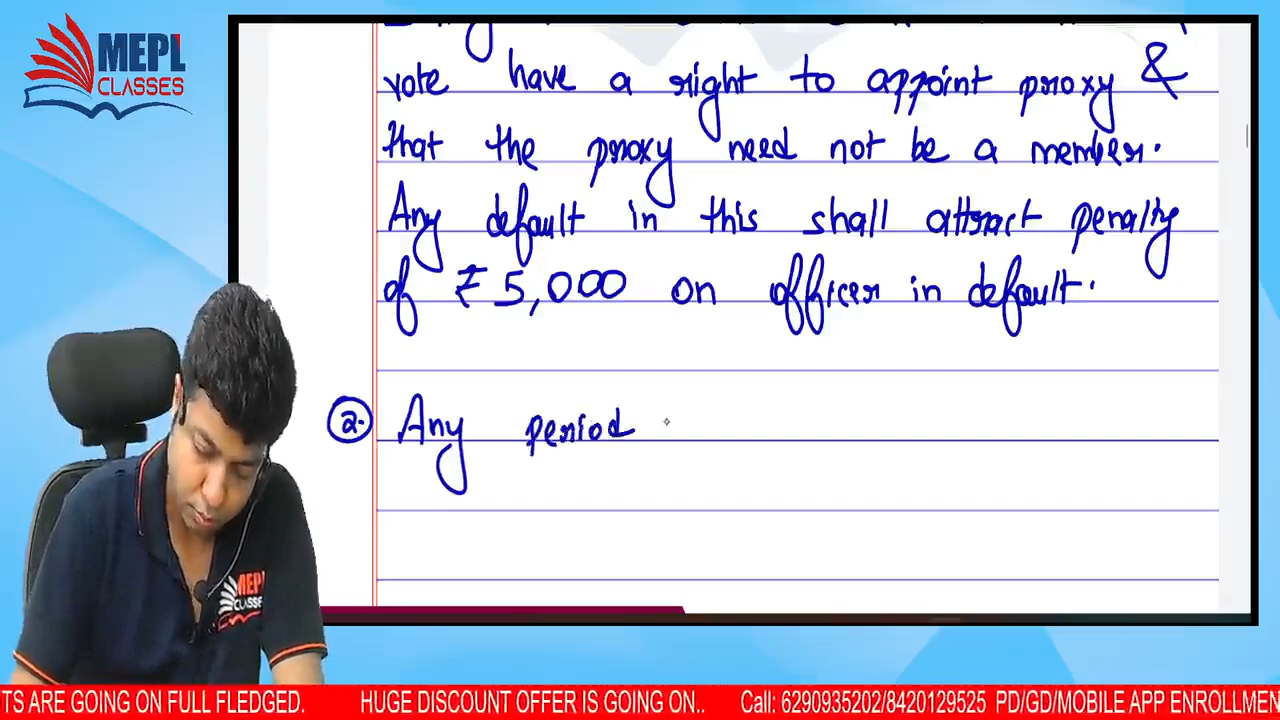 MEPL
CLASSES
vote have a right to appoint proxy &
that the proxy need not be a member.
Any default in this shall attract penalty
of ₹ 5,000 on officer in default.
2. Any period
MEPL
CLASSE
TS ARE GOING ON FULL FLEDGED. HUGE DISCOUNT OFFER IS GOING ON.. Call: 6290935202/8420129525 PD/GD/MOBILE APP ENROLLMEN